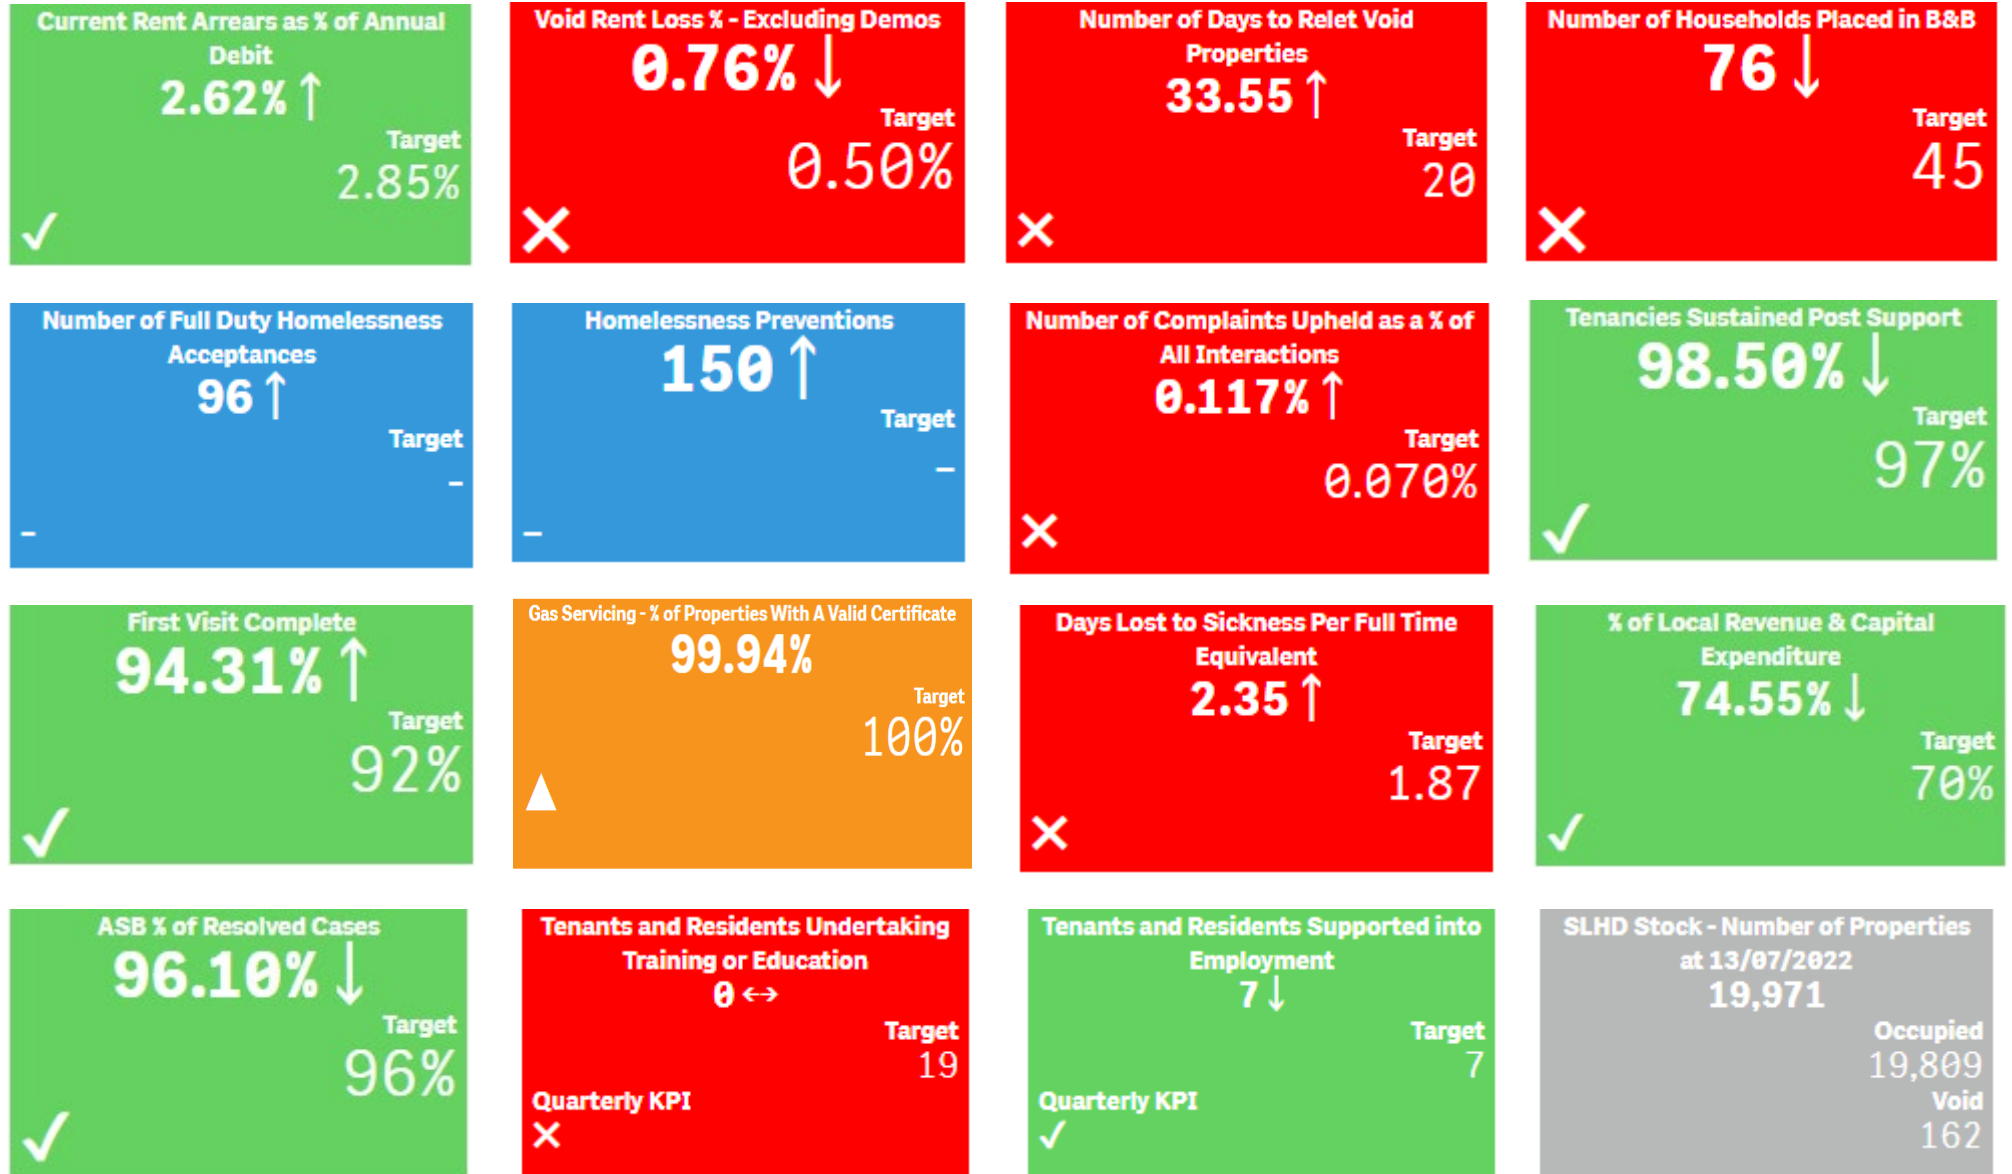 Current Rent Arrears as % of Annual
Debit
2.62% ↑
Target
2.85%
✓
Void Rent Loss % - Excluding Demos
0.76% ↓
Target
0.50%
✕
Number of Days to Relet Void
Properties
33.55 ↑
Target
20
✕
Number of Households Placed in B&B
76 ↓
Target
45
✕
Number of Full Duty Homelessness
Acceptances
96 ↑
Target
–
–
Homelessness Preventions
150 ↑
Target
–
–
Number of Complaints Upheld as a % of
All Interactions
0.117% ↑
Target
0.070%
✕
Tenancies Sustained Post Support
98.50% ↓
Target
97%
✓
First Visit Complete
94.31% ↑
Target
92%
✓
Gas Servicing - % of Properties With A Valid Certificate
99.94%
Target
100%
▲
Days Lost to Sickness Per Full Time
Equivalent
2.35 ↑
Target
1.87
✕
% of Local Revenue & Capital
Expenditure
74.55% ↓
Target
70%
✓
ASB % of Resolved Cases
96.10% ↓
Target
96%
✓
Tenants and Residents Undertaking
Training or Education
0 ↔
Target
19
Quarterly KPI
✕
Tenants and Residents Supported into
Employment
7 ↓
Target
7
Quarterly KPI
✓
SLHD Stock - Number of Properties
at 13/07/2022
19,971
Occupied
19,809
Void
162